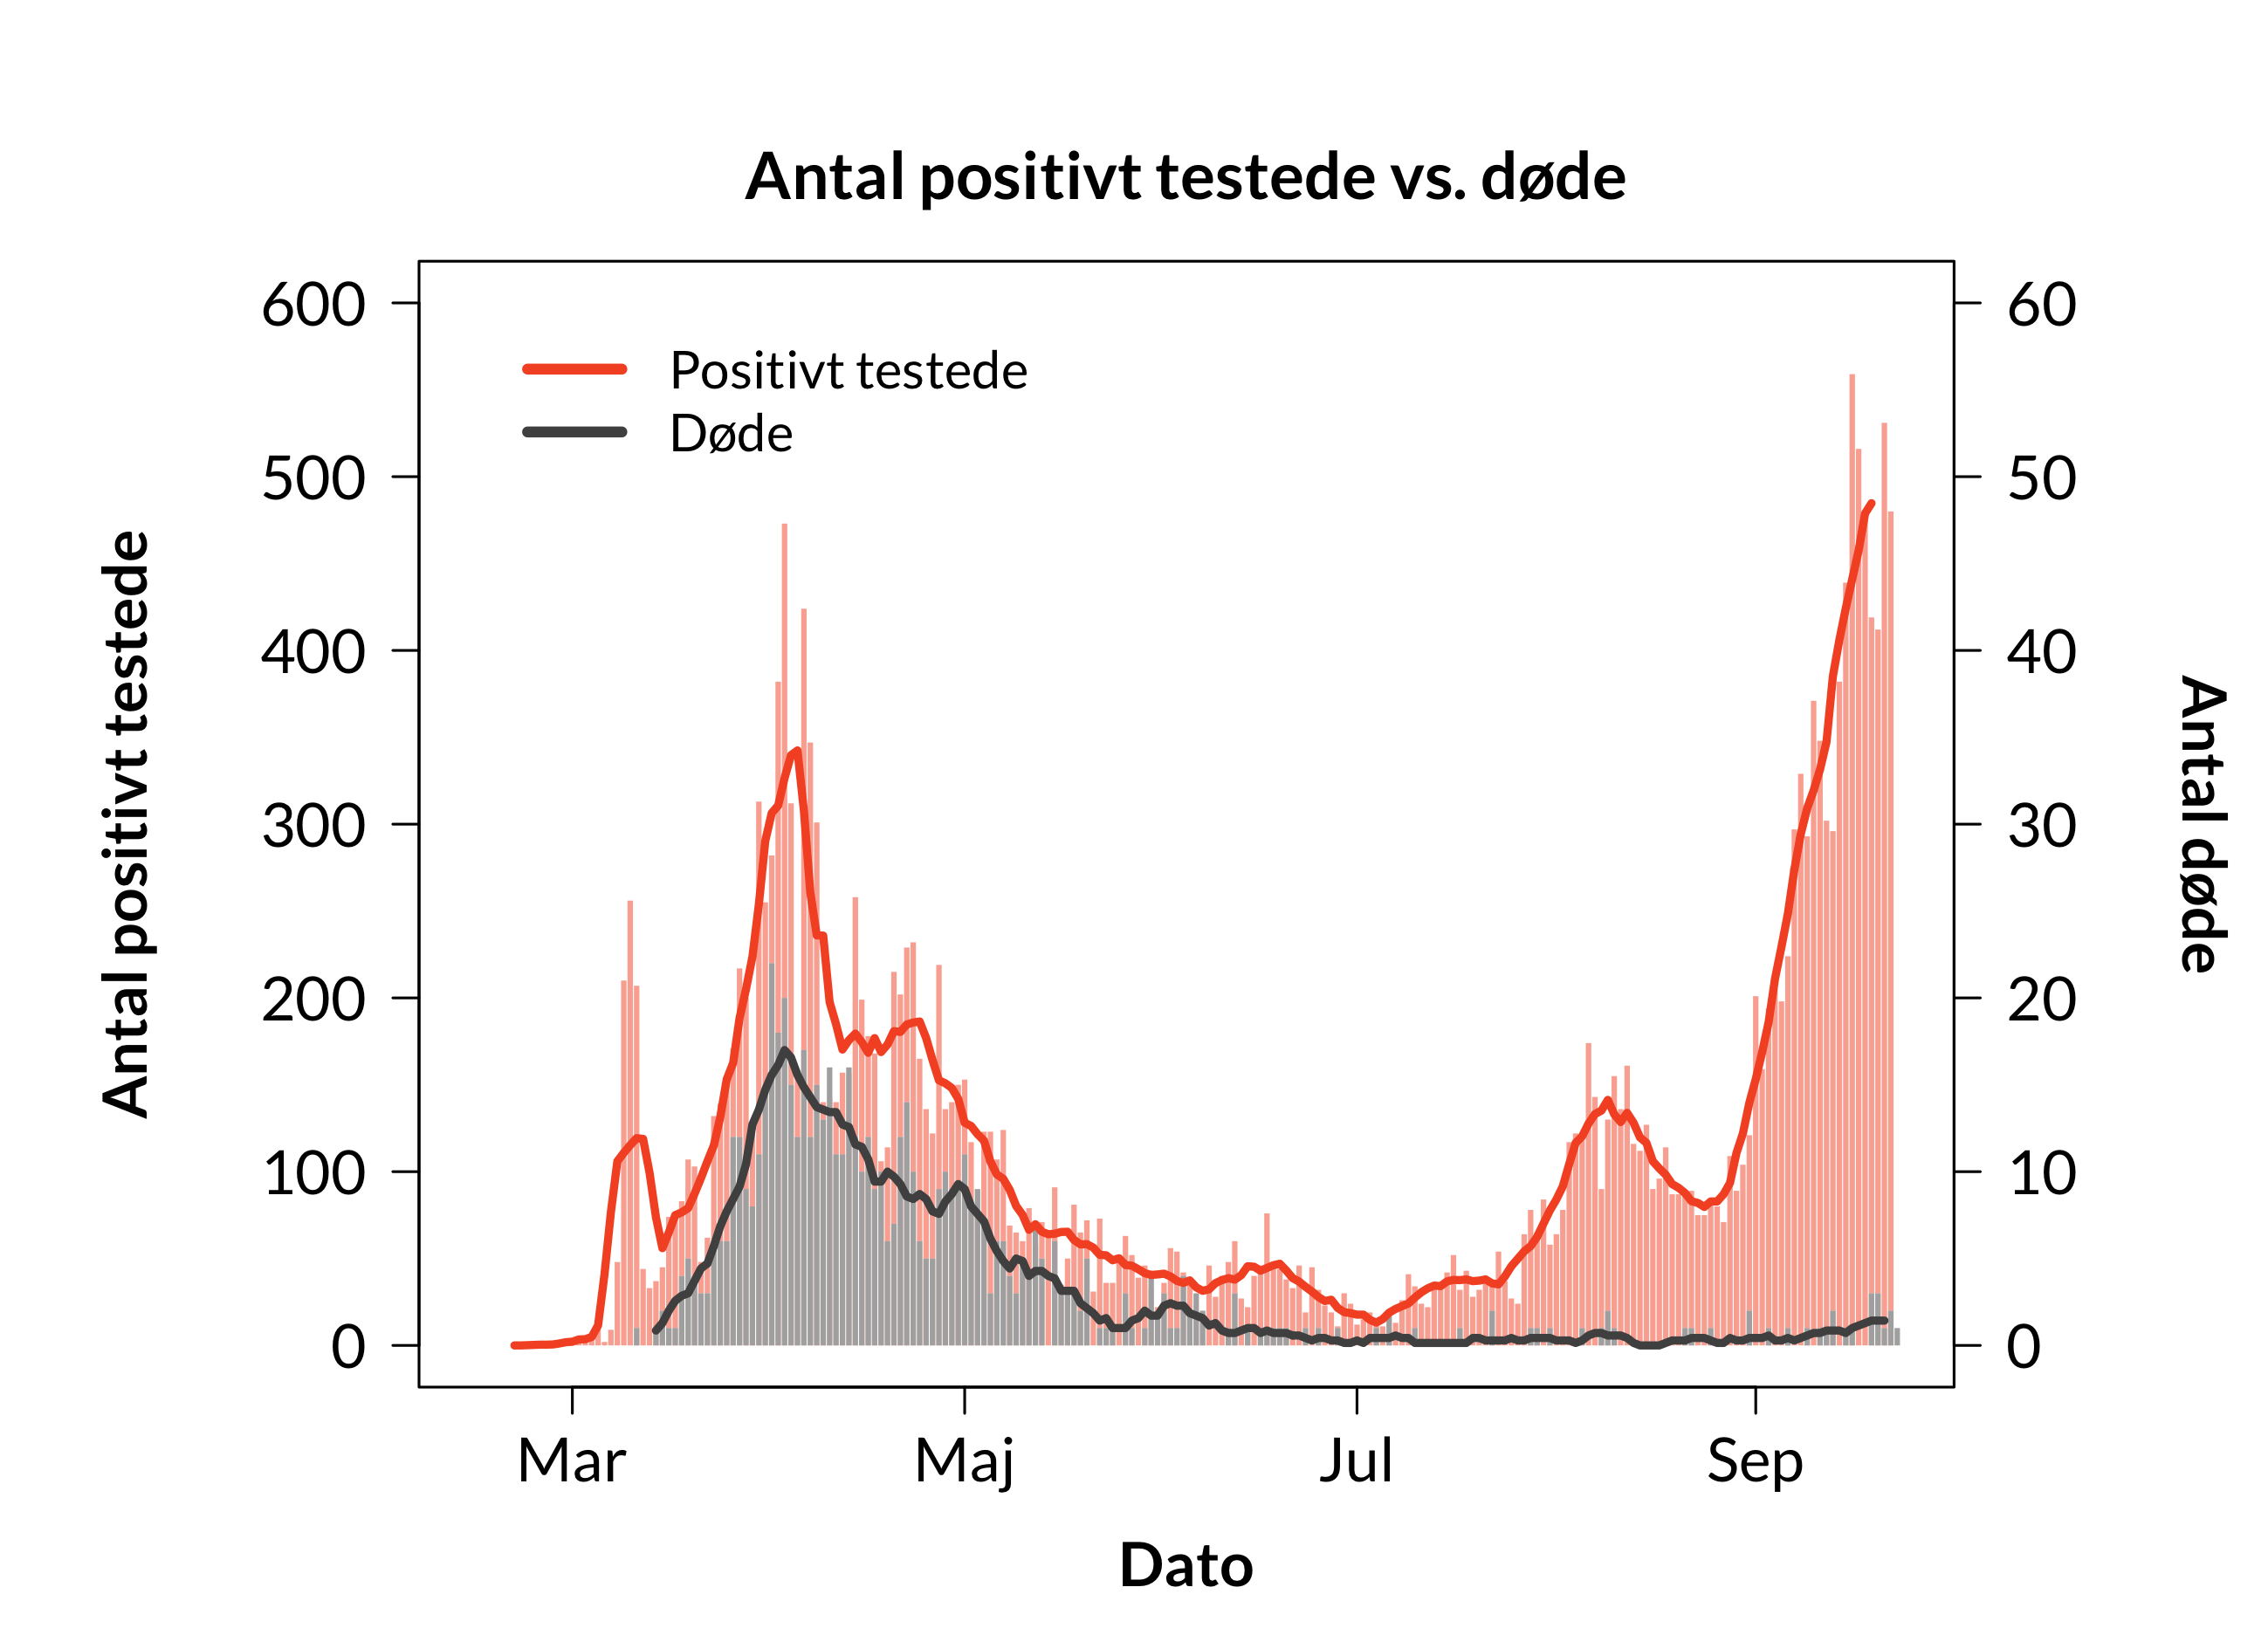 Antal positivt testede vs. døde
Positivt testede
Døde
Antal positivt testede
600
500
400
300
200
100
0
60
50
40
30
20
10
0
Antal døde
Mar
Maj
Jul
Sep
Dato